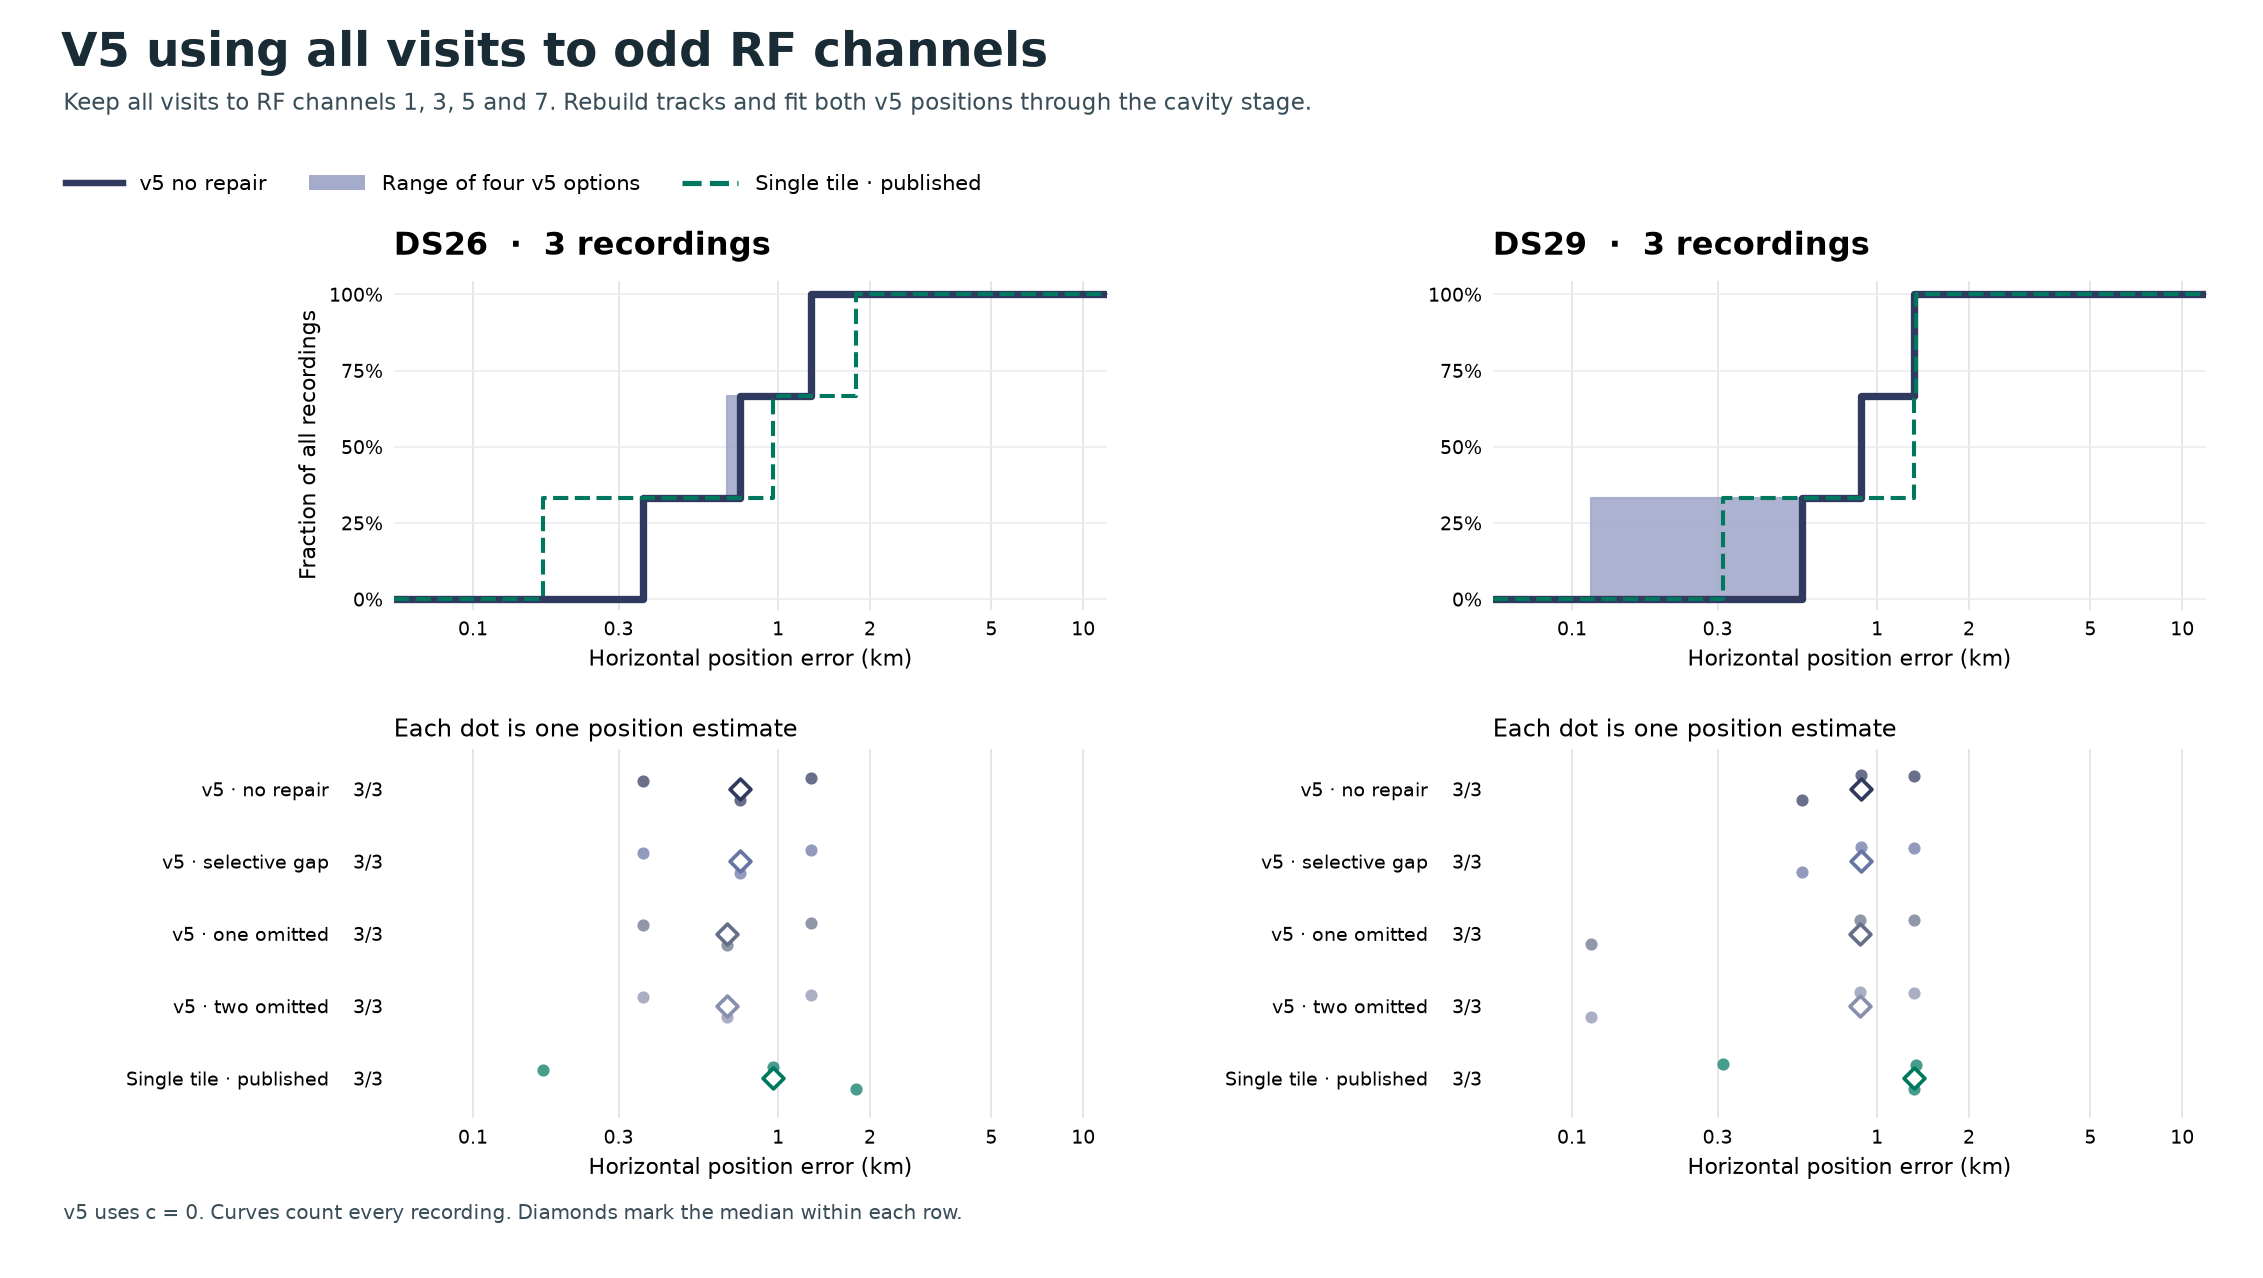 V5 using all visits to odd RF channels
Keep all visits to RF channels 1, 3, 5 and 7. Rebuild tracks and fit both v5 positions through the cavity stage.
v5 no repair
Range of four v5 options
Single tile · published
DS26 · 3 recordings
Fraction of all recordings
100%
75%
50%
25%
0%
0.1 0.3 1 2 5 10
Horizontal position error (km)
DS29 · 3 recordings
100%
75%
50%
25%
0%
0.1 0.3 1 2 5 10
Horizontal position error (km)
Each dot is one position estimate
v5 · no repair 3/3
v5 · selective gap 3/3
v5 · one omitted 3/3
v5 · two omitted 3/3
Single tile · published 3/3
0.1 0.3 1 2 5 10
Horizontal position error (km)
Each dot is one position estimate
v5 · no repair 3/3
v5 · selective gap 3/3
v5 · one omitted 3/3
v5 · two omitted 3/3
Single tile · published 3/3
0.1 0.3 1 2 5 10
Horizontal position error (km)
v5 uses c = 0. Curves count every recording. Diamonds mark the median within each row.